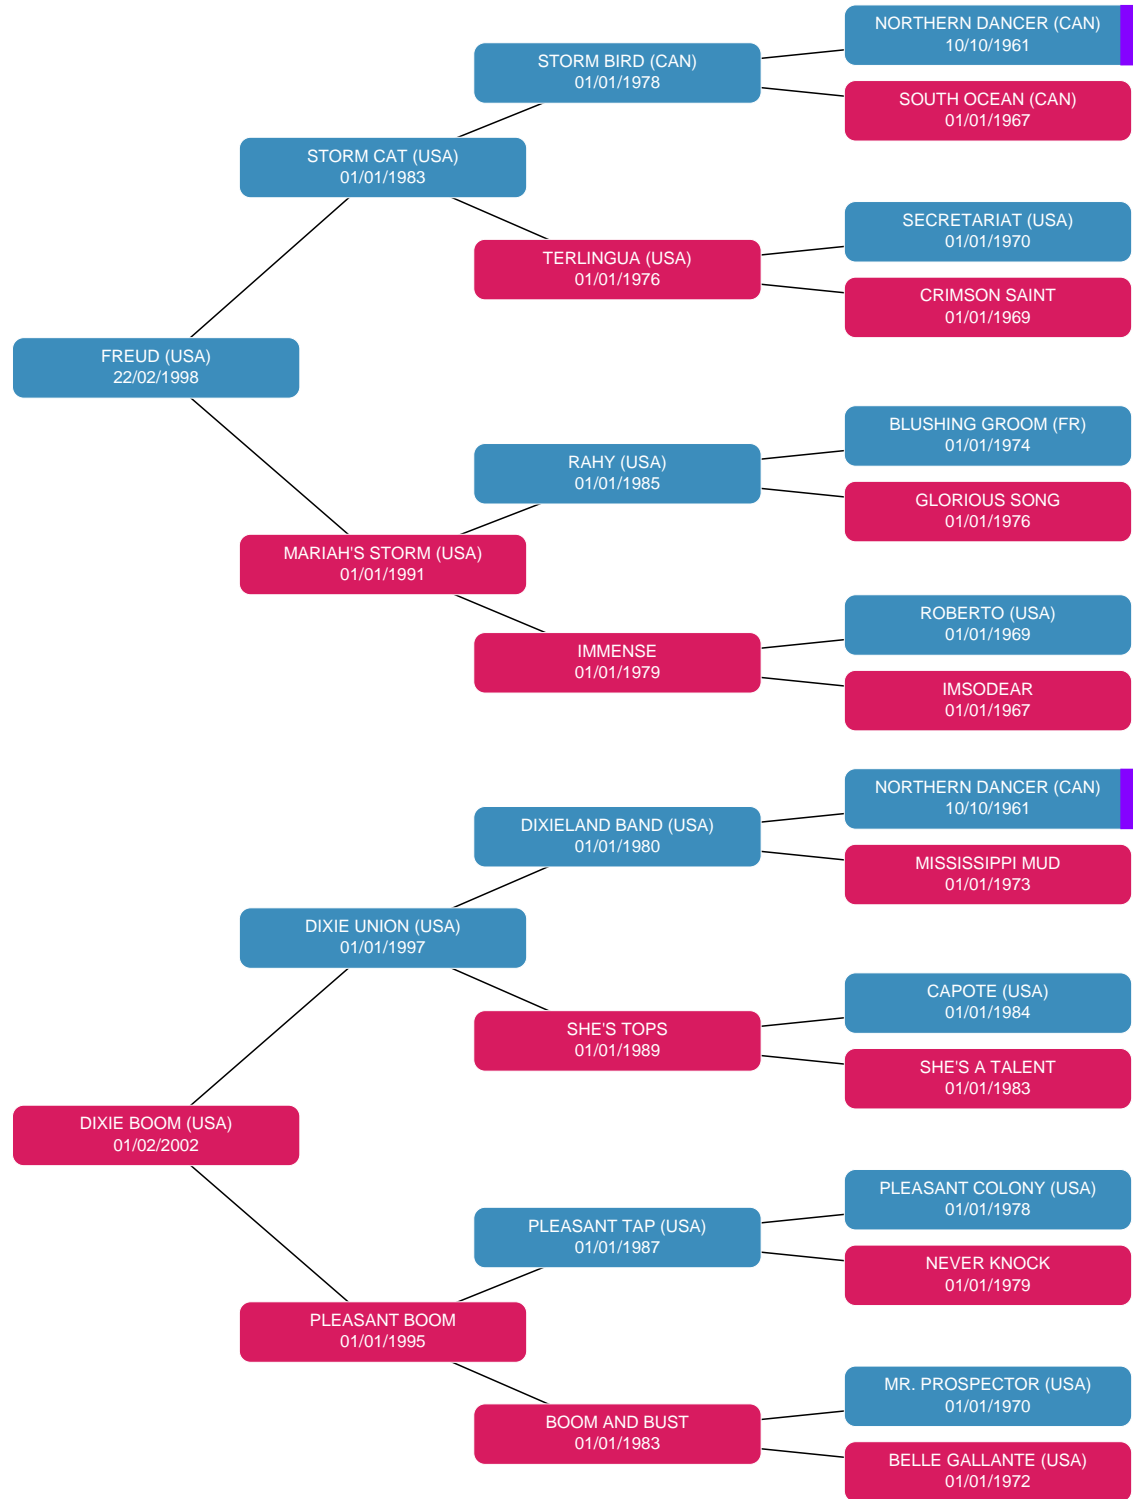 NORTHERN DANCER (CAN)
10/10/1961
STORM BIRD (CAN)
01/01/1978
SOUTH OCEAN (CAN)
01/01/1967
STORM CAT (USA)
01/01/1983
SECRETARIAT (USA)
01/01/1970
TERLINGUA (USA)
01/01/1976
CRIMSON SAINT
01/01/1969
FREUD (USA)
22/02/1998
BLUSHING GROOM (FR)
01/01/1974
RAHY (USA)
01/01/1985
GLORIOUS SONG
01/01/1976
MARIAH'S STORM (USA)
01/01/1991
ROBERTO (USA)
01/01/1969
IMMENSE
01/01/1979
IMSODEAR
01/01/1967
NORTHERN DANCER (CAN)
10/10/1961
DIXIELAND BAND (USA)
01/01/1980
MISSISSIPPI MUD
01/01/1973
DIXIE UNION (USA)
01/01/1997
CAPOTE (USA)
01/01/1984
SHE'S TOPS
01/01/1989
SHE'S A TALENT
01/01/1983
DIXIE BOOM (USA)
01/02/2002
PLEASANT COLONY (USA)
01/01/1978
PLEASANT TAP (USA)
01/01/1987
NEVER KNOCK
01/01/1979
PLEASANT BOOM
01/01/1995
MR. PROSPECTOR (USA)
01/01/1970
BOOM AND BUST
01/01/1983
BELLE GALLANTE (USA)
01/01/1972